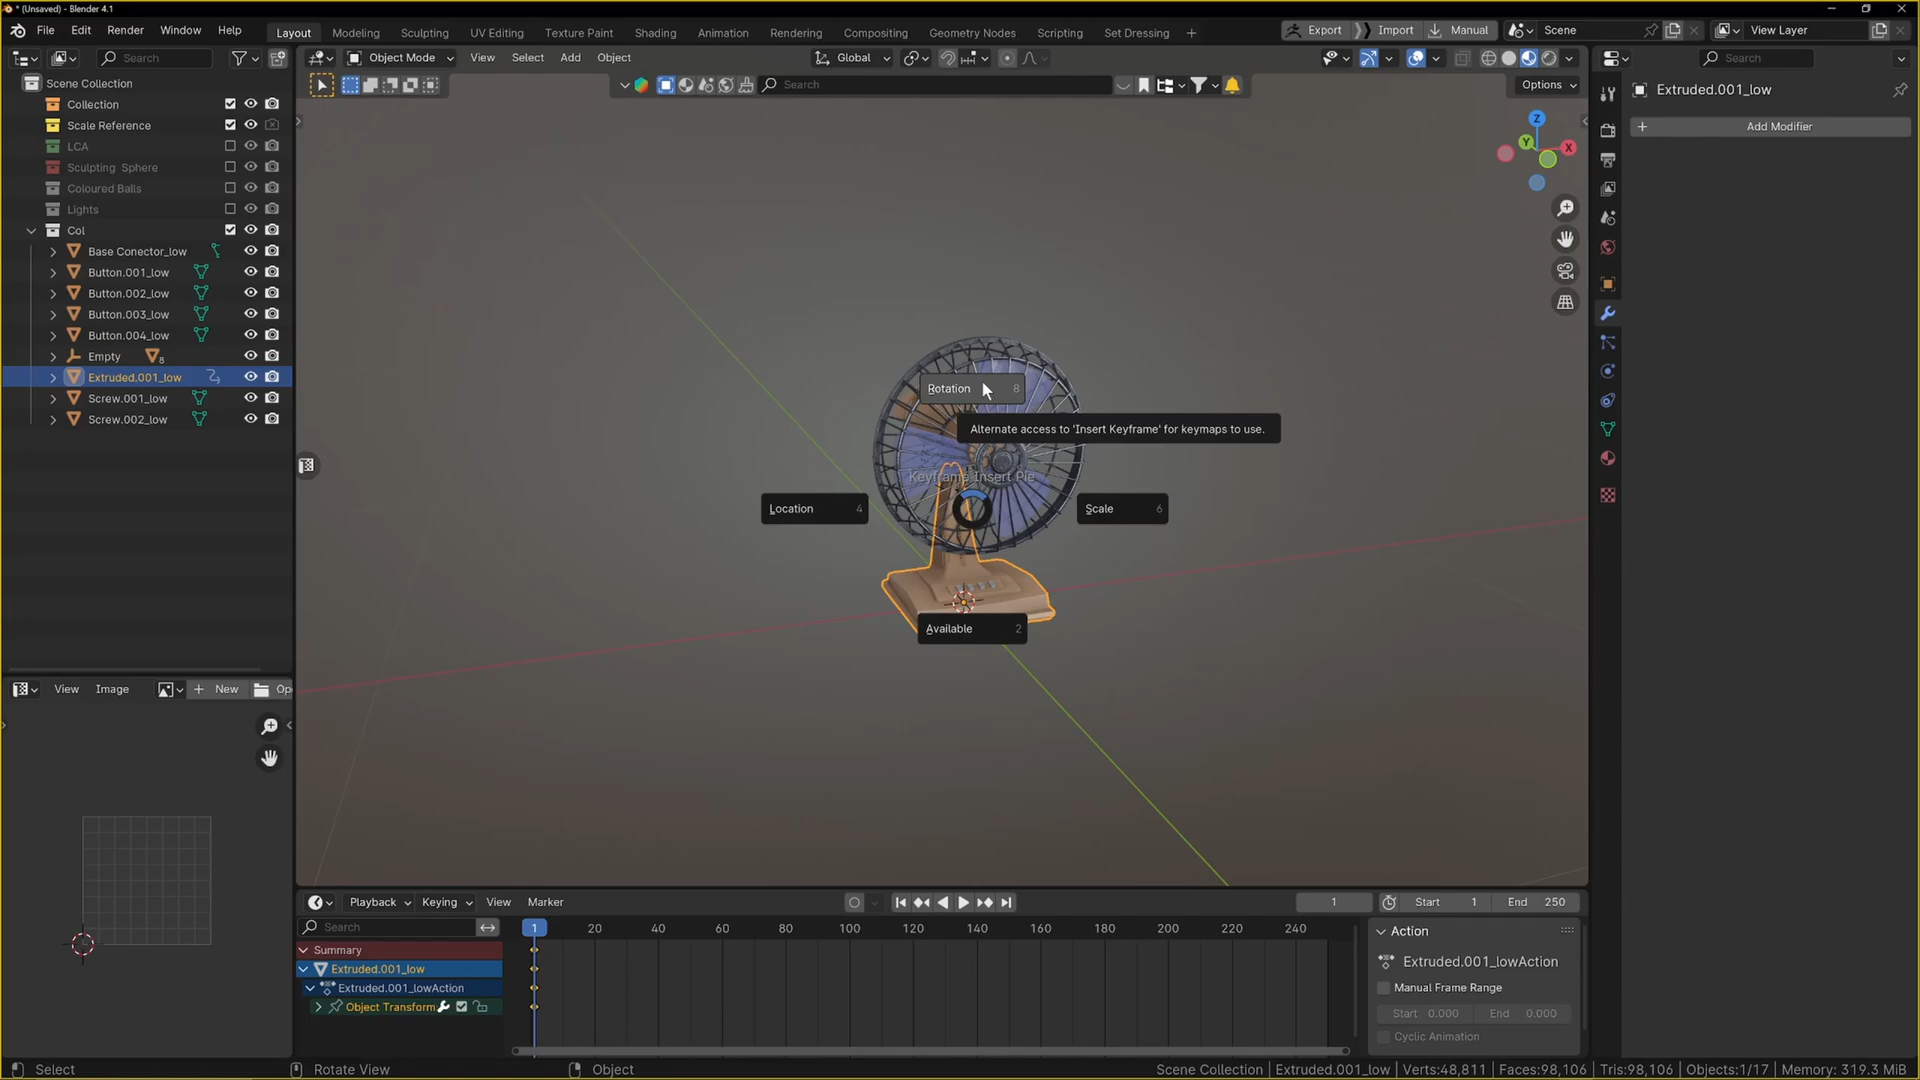 * (Unsaved) - Blender 4.1
File Edit Render Window Help
Layout Modeling Sculpting UV Editing Texture Paint Shading Animation Rendering Compositing Geometry Nodes Scripting Set Dressing +
Export Import Manual Scene View Layer
Search
Object Mode View Select Add Object Global
Search
Search
Options
Scene Collection
Collection
Scale Reference
LCA
Sculpting Sphere
Coloured Balls
Lights
Col
Base Conector_low
Button.001_low
Button.002_low
Button.003_low
Button.004_low
Empty 8
Extruded.001_low
Screw.001_low
Screw.002_low
Extruded.001_low
+ Add Modifier
Z
Y X
Rotation 8
Alternate access to 'Insert Keyframe' for keymaps to use.
Keyframe Insert Pie
Location 4
Scale 6
Available 2
View Image + New Op
Playback Keying View Marker
1 Start 1 End 250
Search
1 20 40 60 80 100 120 140 160 180 200 220 240
Summary
Extruded.001_low
Extruded.001_lowAction
Object Transform
Action
Extruded.001_lowAction
Manual Frame Range
Start 0.000 End 0.000
Cyclic Animation
Select Rotate View Object
Scene Collection | Extruded.001_low | Verts:48,811 | Faces:98,106 | Tris:98,106 | Objects:1/17 | Memory: 319.3 MiB